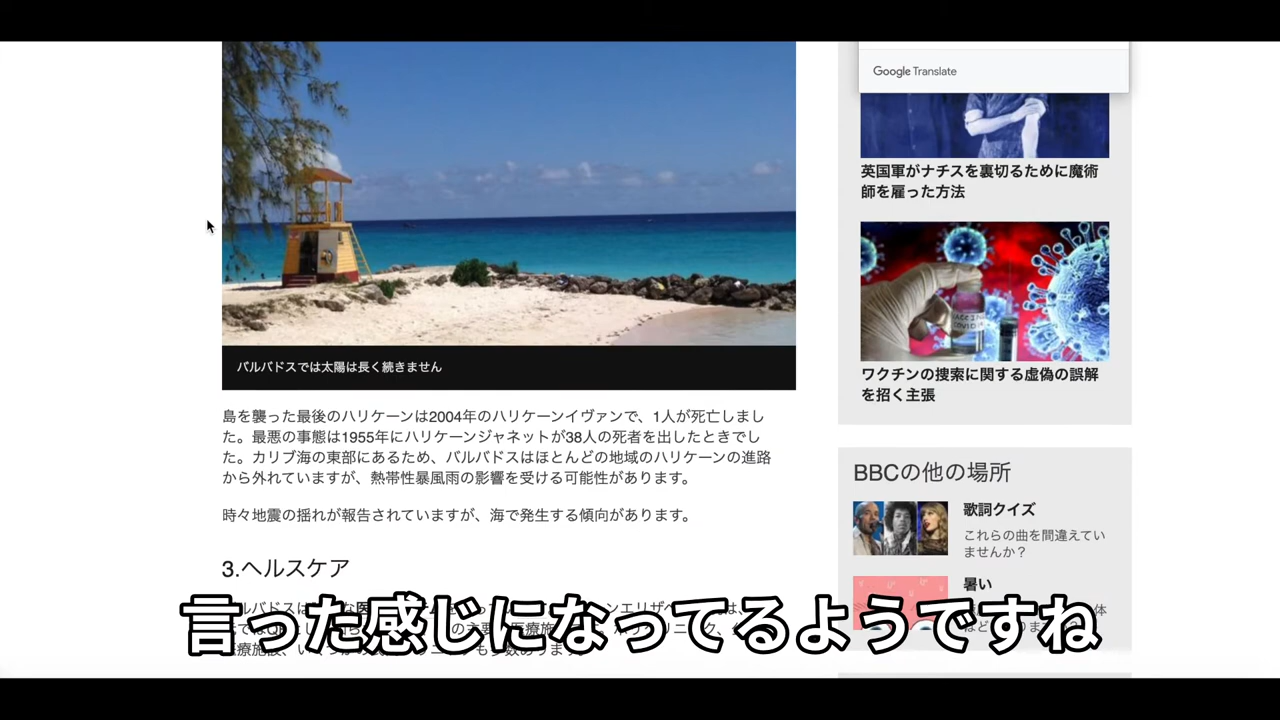 Google Translate
英国軍がナチスを裏切るために魔術
師を雇った方法
バルバドスでは太陽は長く続きません
島を襲った最後のハリケーンは2004年のハリケーンイヴァンで、1人が死亡しまし
た。最悪の事態は1955年にハリケーンジャネットが38人の死者を出したときでし
た。カリブ海の東部にあるため、バルバドスはほとんどの地域のハリケーンの進路
から外れていますが、熱帯性暴風雨の影響を受ける可能性があります。
時々地震の揺れが報告されていますが、海で発生する傾向があります。
3.ヘルスケア
ワクチンの捜索に関する虚偽の誤解
を招く主張
BBCの他の場所
歌詞クイズ
これらの曲を間違えてい
ませんか？
暑い
言った感じになってるようですね